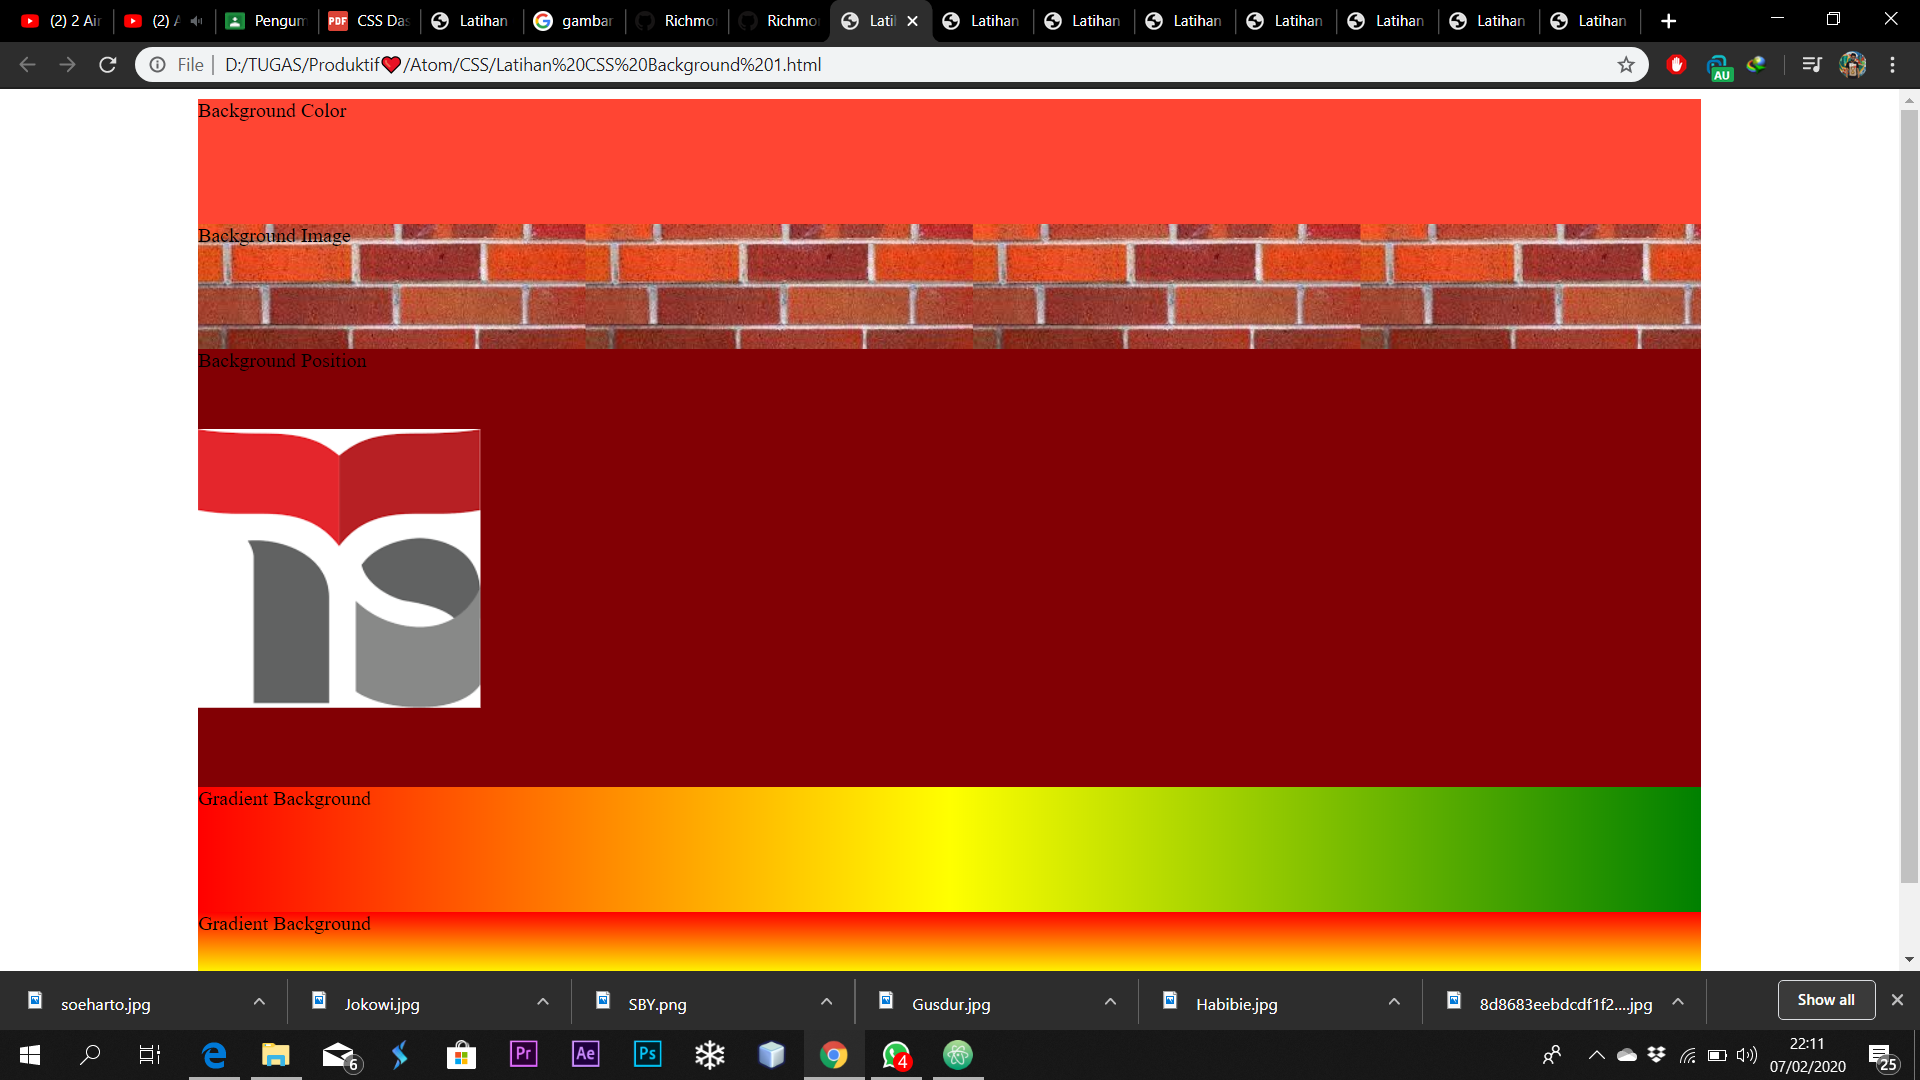 (2) 2 Air
(2) A
Pengum
PDF CSS Das
Latihan
gambar
Richmo
Richmo
Lati
Latihan
Latihan
Latihan
Latihan
Latihan
Latihan
Latihan
File | D:/TUGAS/Produktif❤/Atom/CSS/Latihan%20CSS%20Background%201.html
AU
Background Color
Background Image
Background Position
Gradient Background
Gradient Background
soeharto.jpg
Jokowi.jpg
SBY.png
Gusdur.jpg
Habibie.jpg
8d8683eebdcdf1f2....jpg
Show all
6
Pr
Ae
Ps
4
22:11
07/02/2020
25